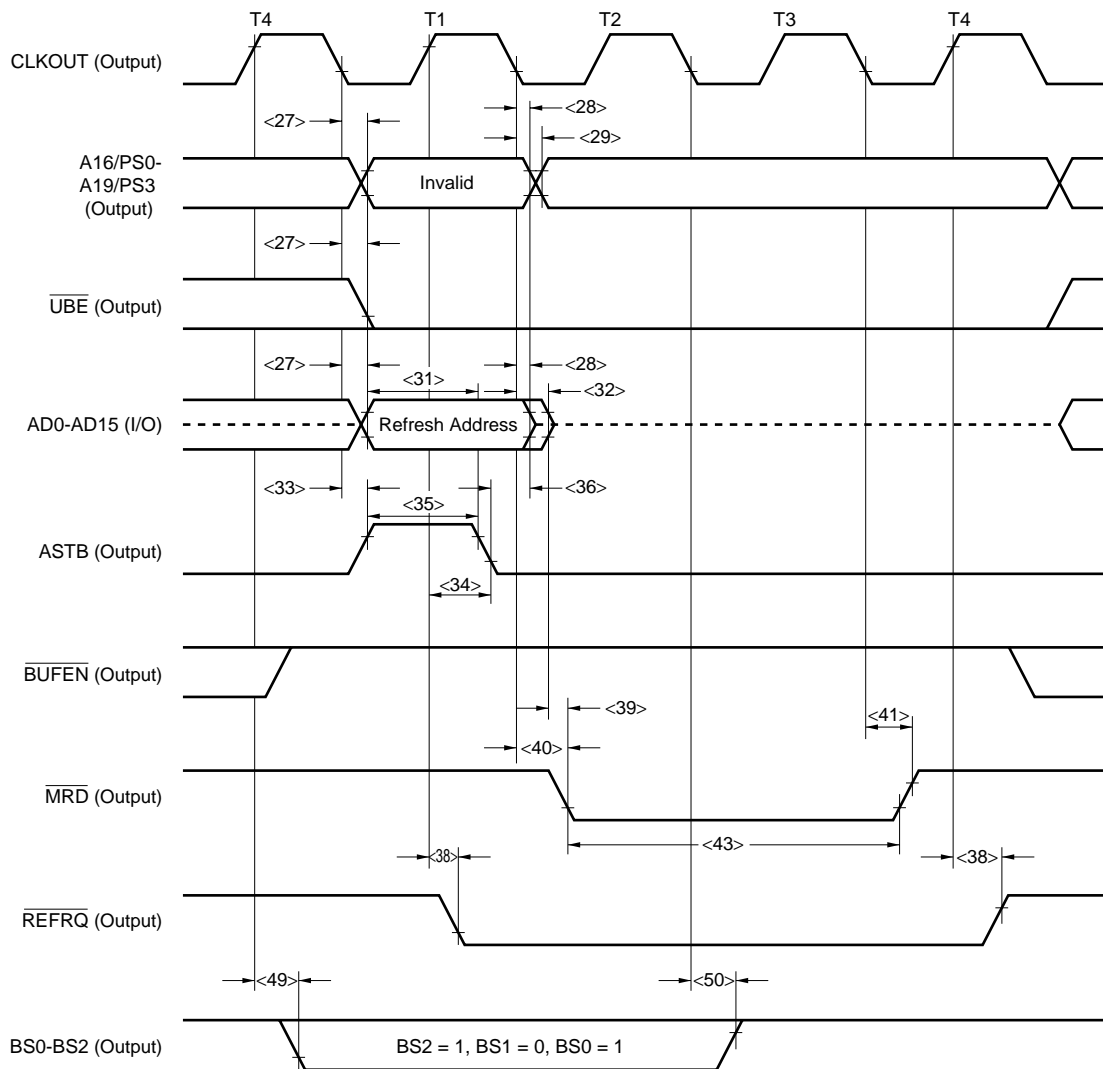 T4 T1 T2 T3 T4
CLKOUT (Output)
<27> <28>
<29>
A16/PS0-
A19/PS3
(Output)
Invalid
<27>
UBE (Output)
<27> <31> <28>
<32>
AD0-AD15 (I/O) Refresh Address
<33> <35> <36>
ASTB (Output)
<34>
BUFEN (Output)
<39> <41>
<40>
MRD (Output)
<43>
<38> <38>
REFRQ (Output)
<49> <50>
BS0-BS2 (Output) BS2 = 1, BS1 = 0, BS0 = 1